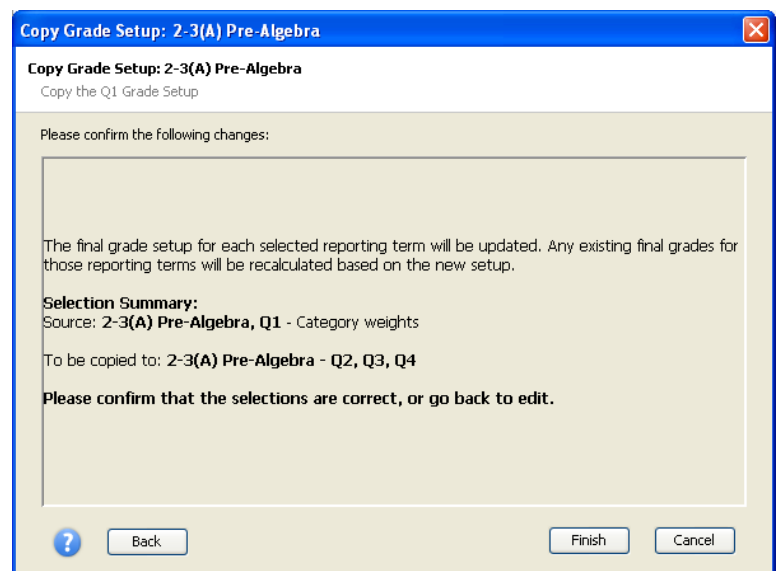 Copy Grade Setup: 2-3(A) Pre-Algebra
Copy Grade Setup: 2-3(A) Pre-Algebra
Copy the Q1 Grade Setup
Please confirm the following changes:
The final grade setup for each selected reporting term will be updated. Any existing final grades for
those reporting terms will be recalculated based on the new setup.
Selection Summary:
Source: 2-3(A) Pre-Algebra, Q1 - Category weights
To be copied to: 2-3(A) Pre-Algebra - Q2, Q3, Q4
Please confirm that the selections are correct, or go back to edit.
? Back Finish Cancel